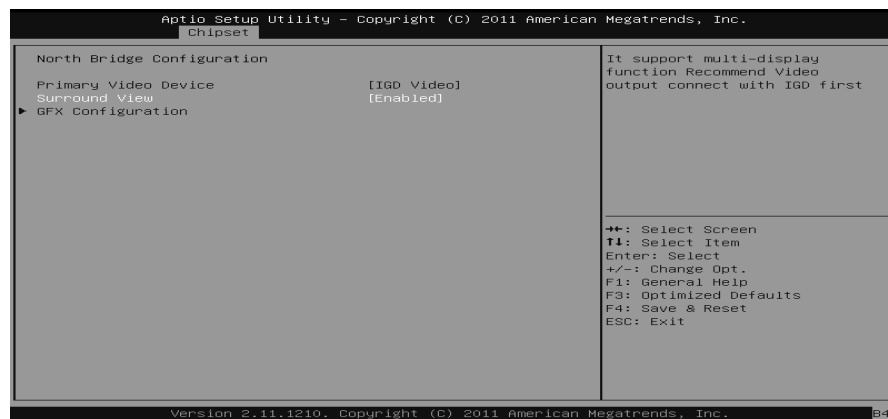 Aptio Setup Utility – Copyright (C) 2011 American Megatrends, Inc.
Chipset
North Bridge Configuration
Primary Video Device [IGD Video]
Surround View [Enabled]
► GFX Configuration
It support multi-display
function Recommend Video
output connect with IGD first
→←: Select Screen
↑↓: Select Item
Enter: Select
+/-: Change Opt.
F1: General Help
F3: Optimized Defaults
F4: Save & Reset
ESC: Exit
Version 2.11.1210. Copyright (C) 2011 American Megatrends, Inc.
B4